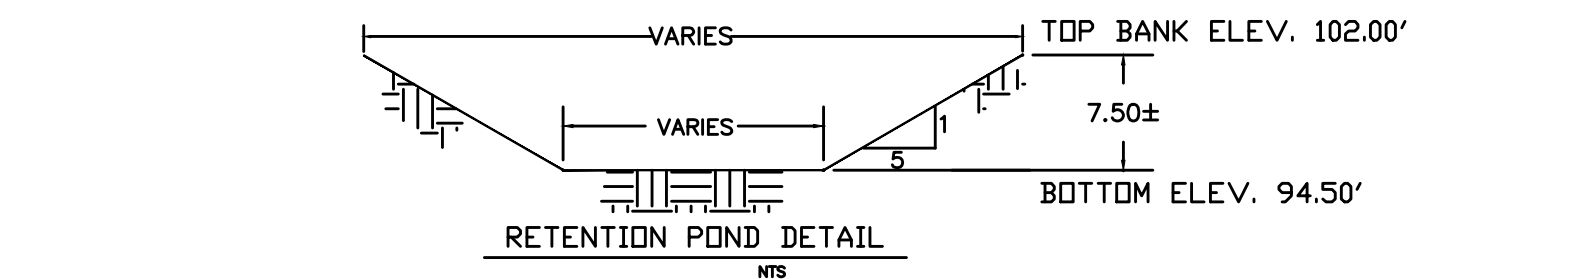 VARIES
TOP BANK ELEV. 102.00'
7.50±
VARIES
1
5
BOTTOM ELEV. 94.50'
RETENTION POND DETAIL
NTS